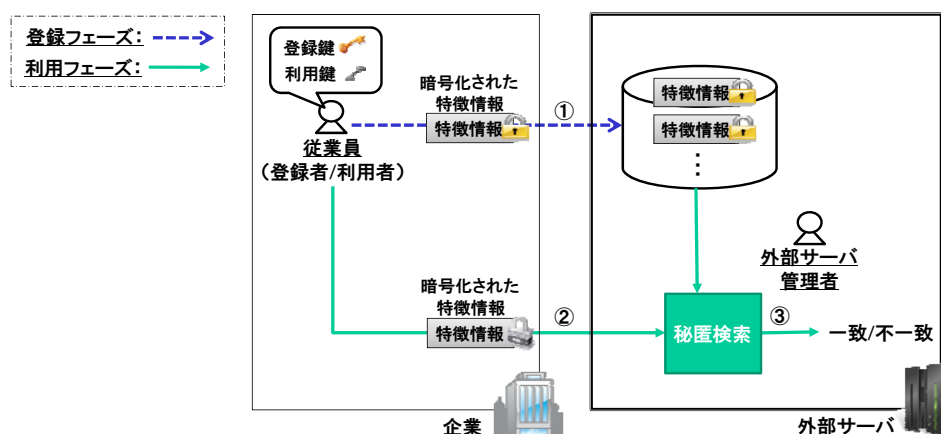 登録フェーズ:
利用フェーズ:
登録鍵
利用鍵
従業員
(登録者/利用者)
暗号化された
特徴情報
特徴情報
①
特徴情報
特徴情報
⋮
外部サーバ
管理者
暗号化された
特徴情報
特徴情報
②
秘匿検索
③
一致/不一致
企業
外部サーバ